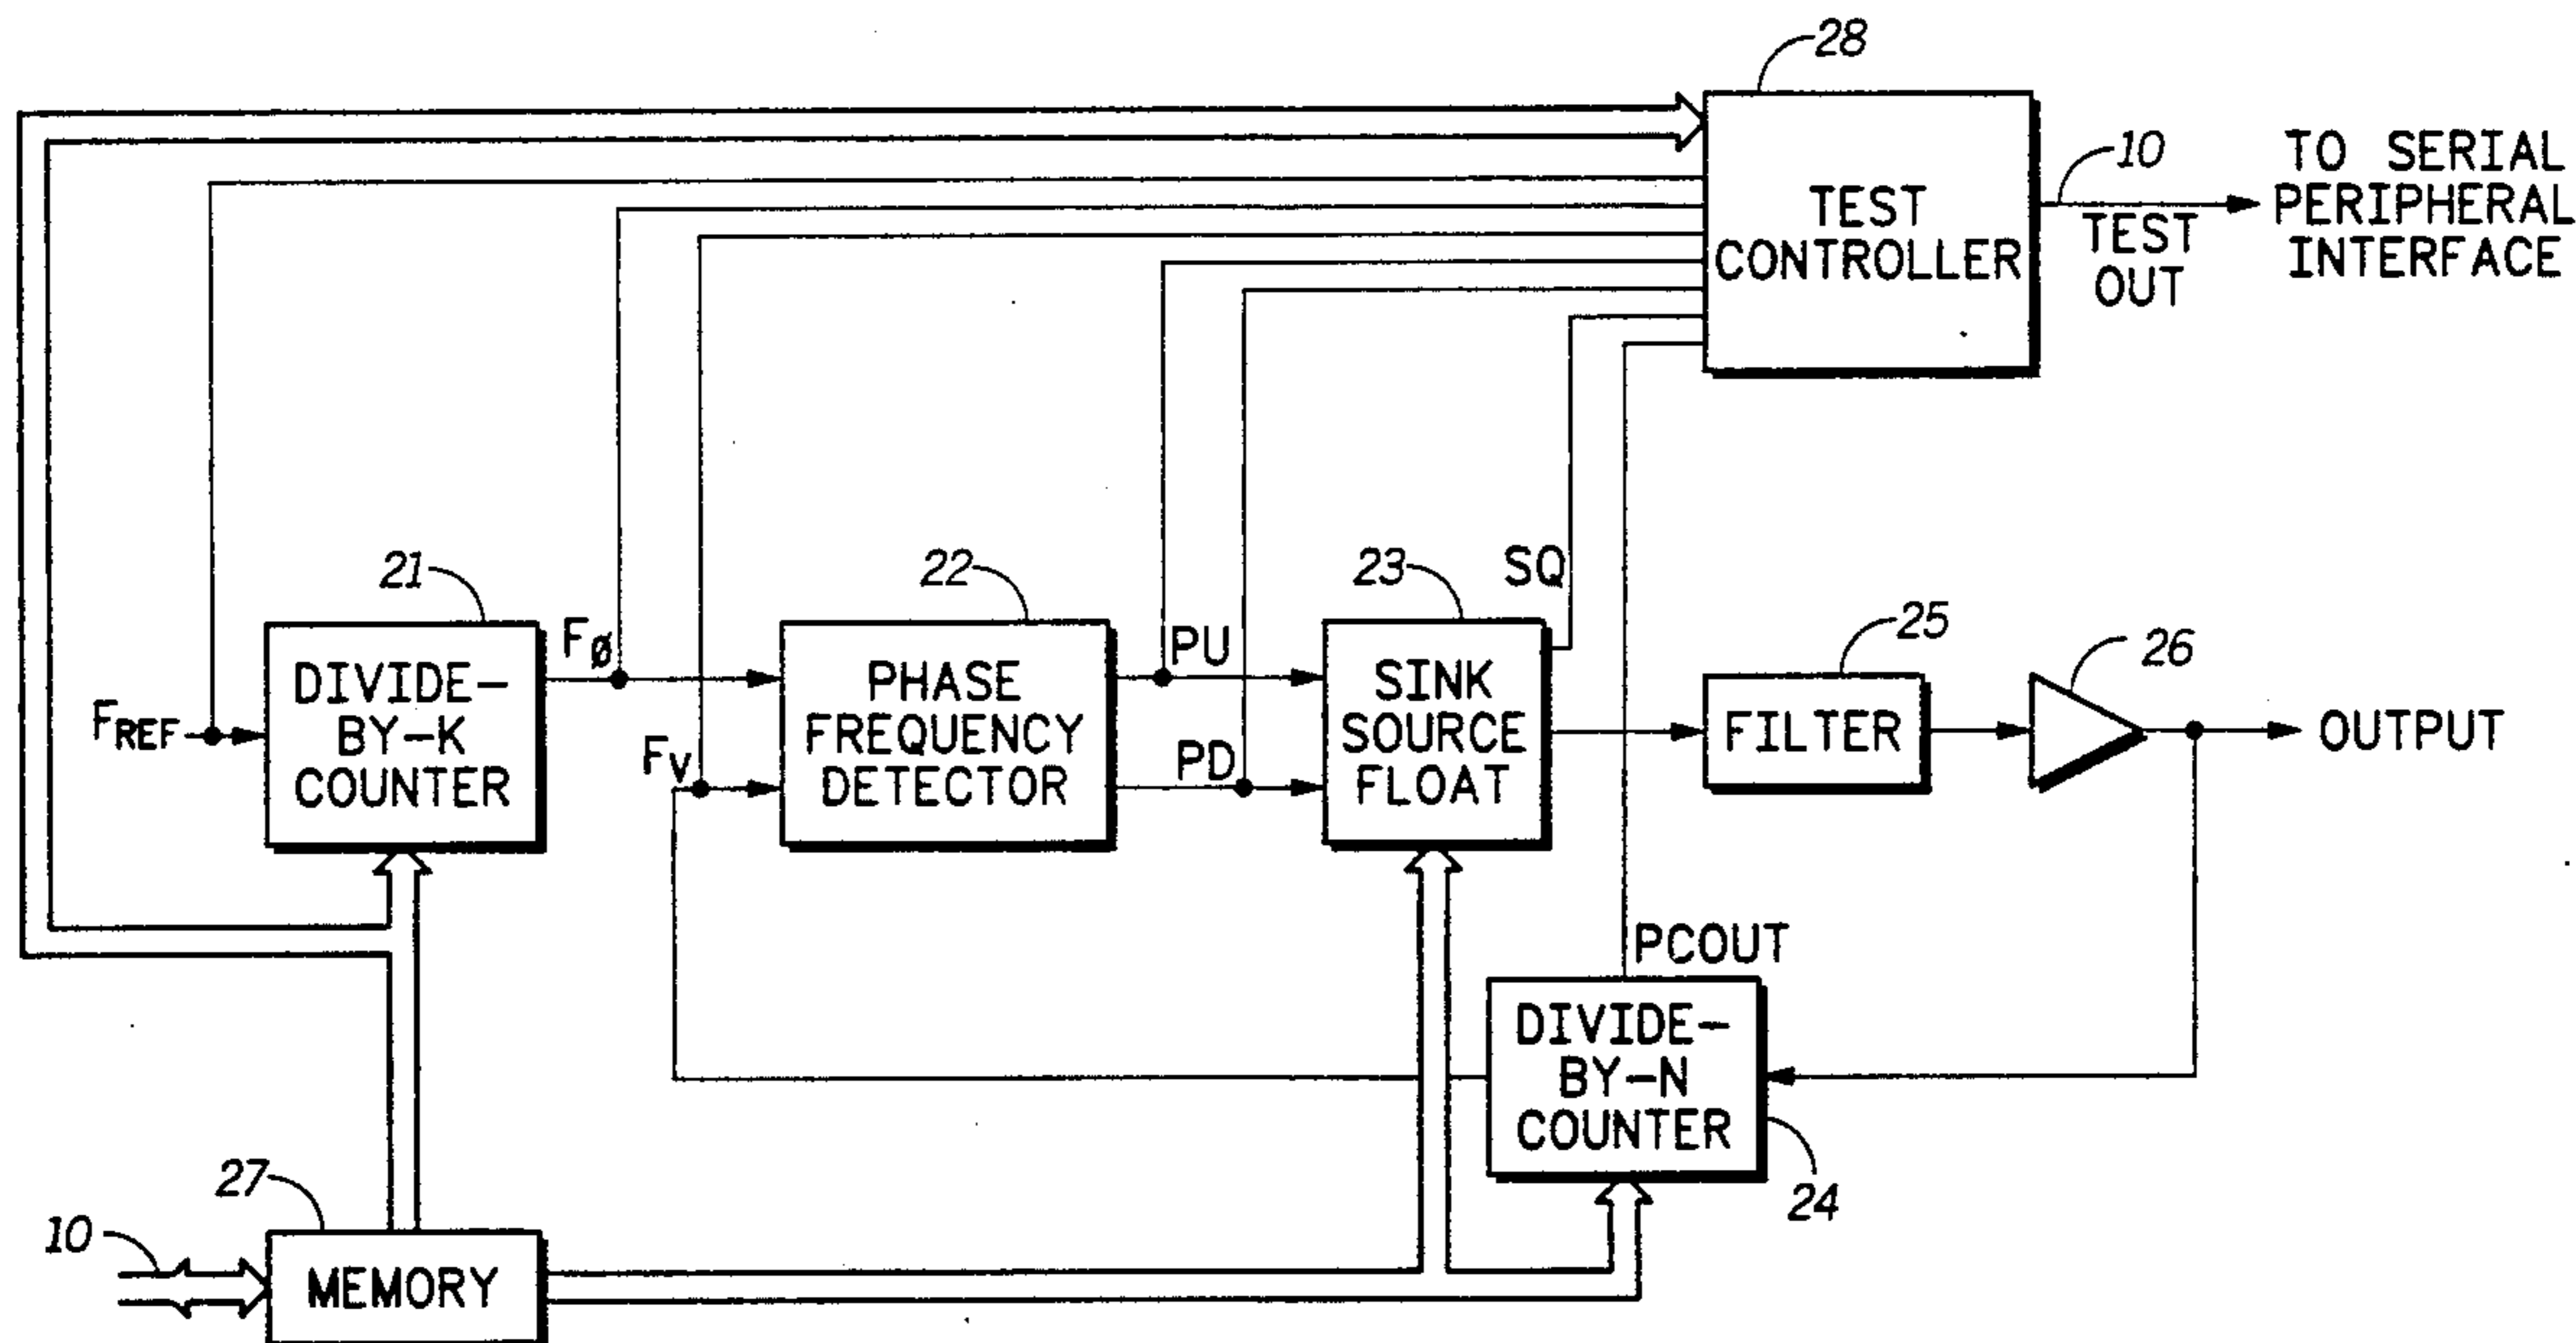 28
10
TO SERIAL
PERIPHERAL
INTERFACE
TEST
CONTROLLER
TEST
OUT
21
22
23
SQ
25
26
FREF
DIVIDE-
BY-K
COUNTER
Fø
FV
PHASE
FREQUENCY
DETECTOR
PU
PD
SINK
SOURCE
FLOAT
FILTER
OUTPUT
PCOUT
DIVIDE-
BY-N
COUNTER
24
27
10
MEMORY